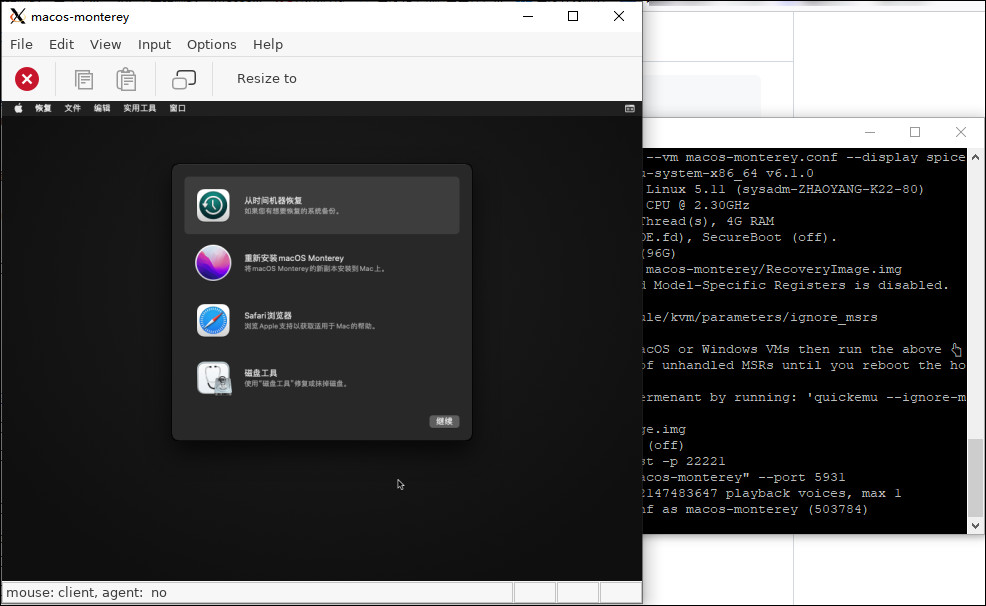 macos-monterey
File Edit View Input Options Help
Resize to
恢复 文件 编辑 实用工具 窗口
从时间机器恢复
如果您有想要恢复的系统备份。
重新安装macOS Monterey
将macOS Monterey的新副本安装到Mac上。
Safari浏览器
浏览Apple支持以获取适用于Mac的帮助。
磁盘工具
使用“磁盘工具”修复或抹掉磁盘。
继续
mouse: client, agent: no
--vm macos-monterey.conf --display spice
u-system-x86_64 v6.1.0
Linux 5.11 (sysadm-ZHAOYANG-K22-80)
CPU @ 2.30GHz
Thread(s), 4G RAM
DE.fd), SecureBoot (off).
(96G)
macos-monterey/RecoveryImage.img
d Model-Specific Registers is disabled.
ule/kvm/parameters/ignore_msrs
acOS or Windows VMs then run the above
of unhandled MSRs until you reboot the ho
ermenant by running: 'quickemu --ignore-m
ge.img
(off)
st -p 22221
acos-monterey" --port 5931
2147483647 playback voices, max 1
nf as macos-monterey (503784)